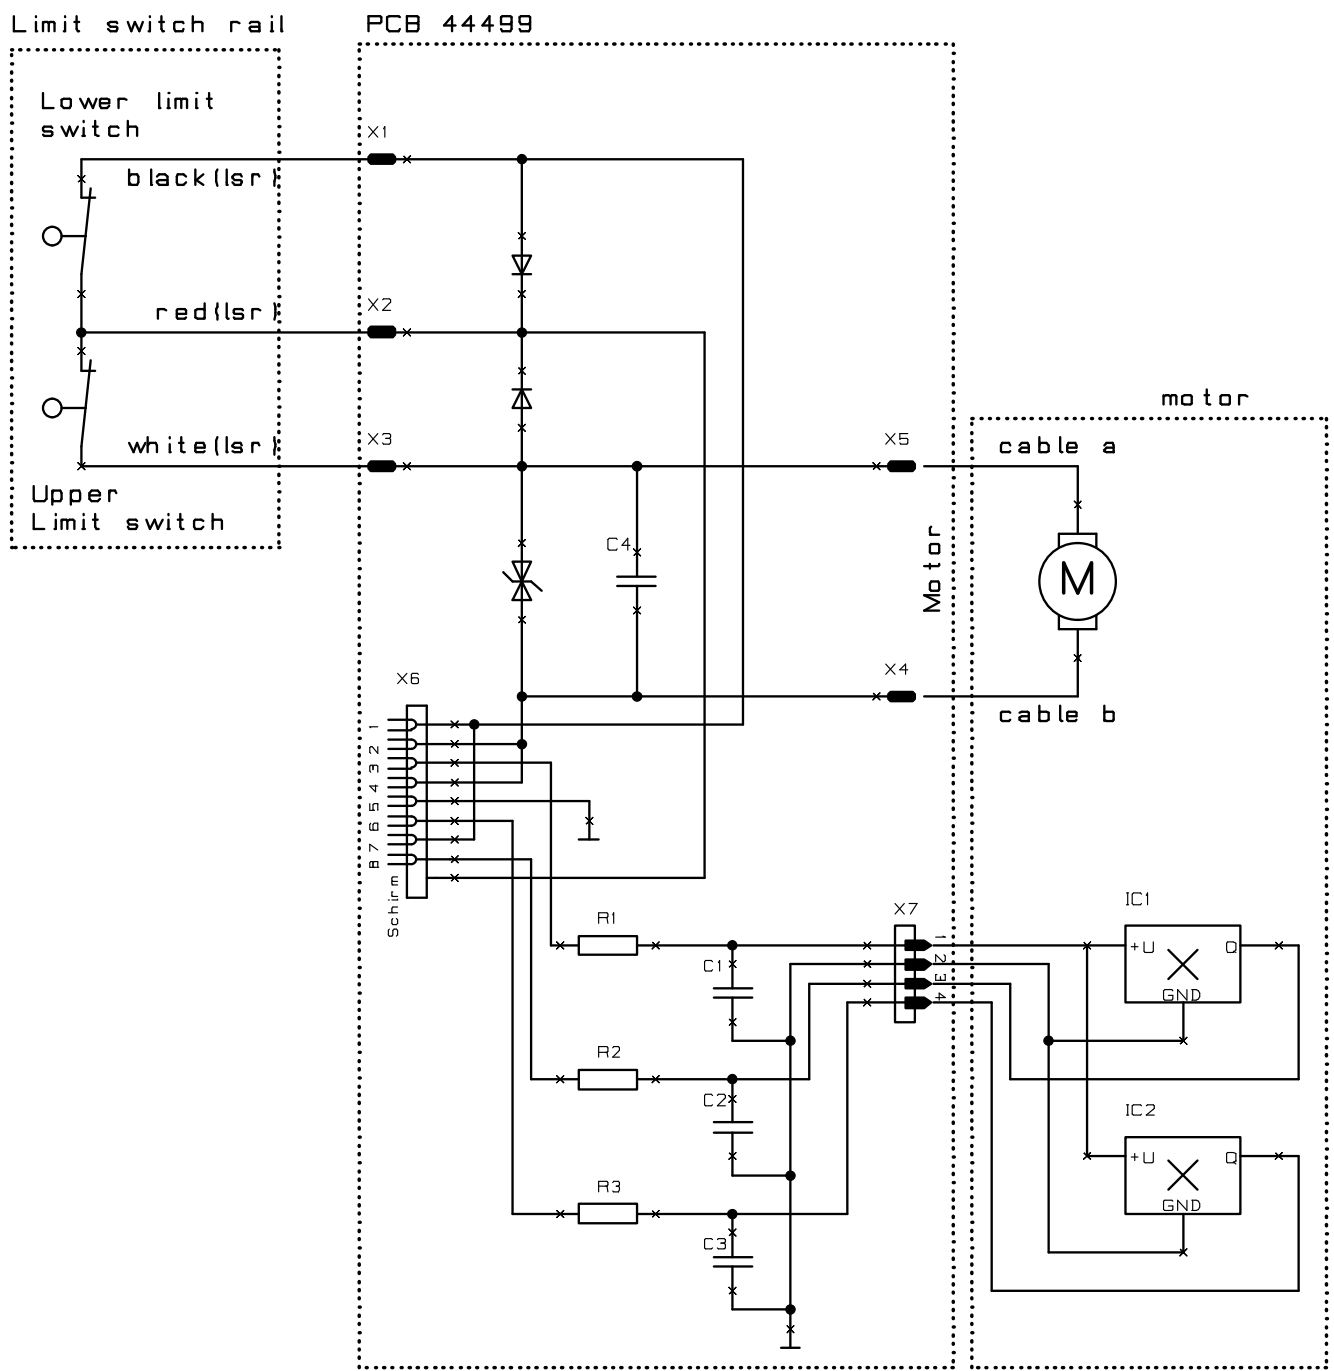 Limit switch rail
PCB 44499
Lower limit
switch
X1
black(lsr)
red(lsr)
X2
motor
white(lsr)
X3
X5
cable a
Upper
Limit switch
C4
Motor
M
X6
X4
cable b
1
2
3
4
5
6
7
8
Schirm
R1
X7
IC1
1
2
3
4
+U
Q
GND
C1
R2
C2
IC2
+U
Q
GND
R3
C3